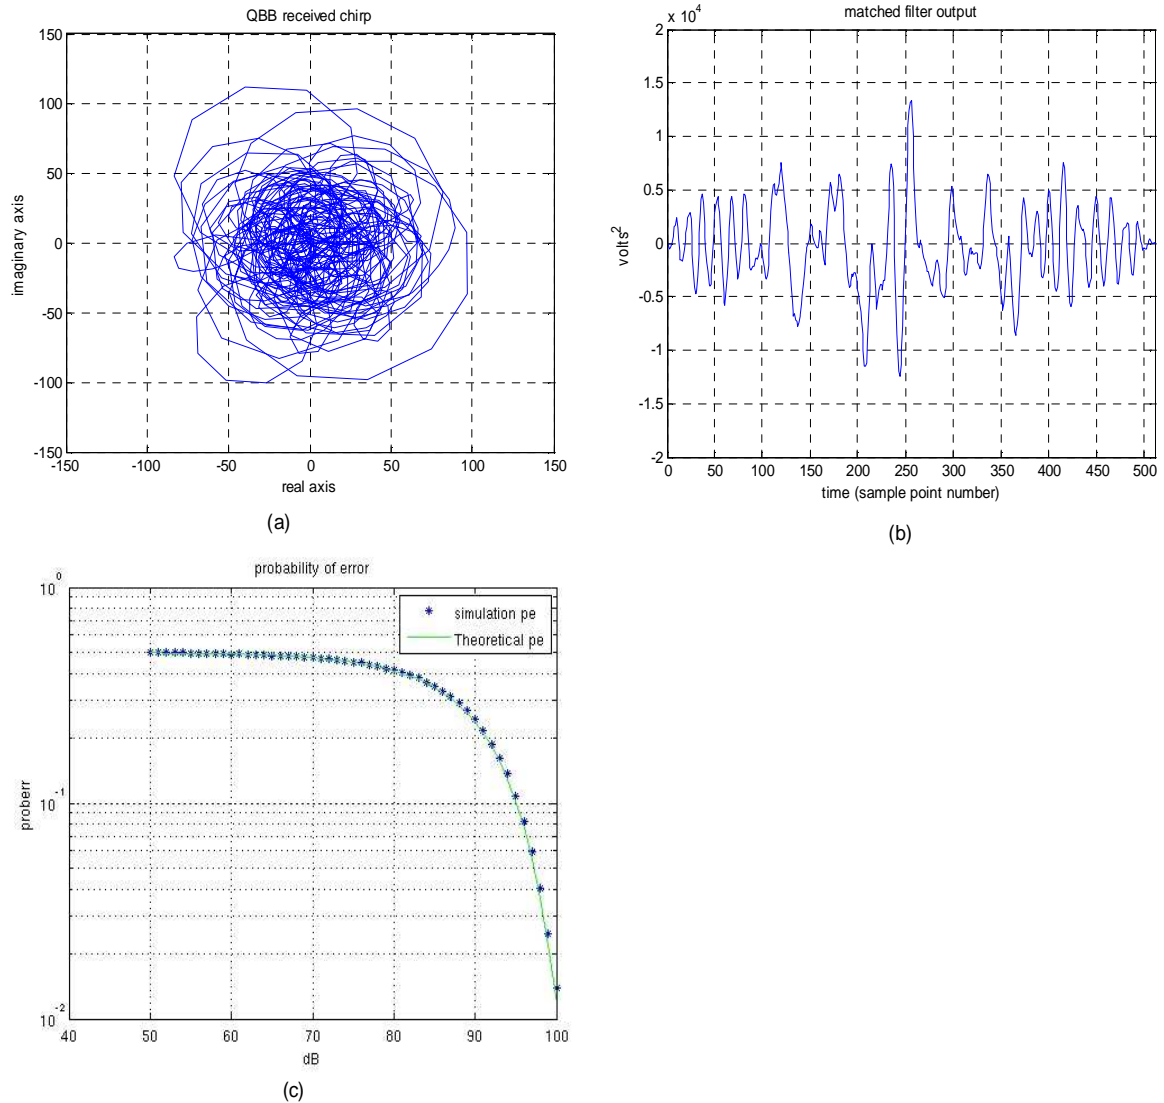 QBB received chirp
150
100
50
0
-50
-100
-150
-150 -100 -50 0 50 100 150
imaginary axis
real axis
(a)
matched filter output
x 10^4
2
1.5
1
0.5
0
-0.5
-1
-1.5
-2
0 50 100 150 200 250 300 350 400 450 500
volts^2
time (sample point number)
(b)
probability of error
10^0
10^-1
10^-2
40 50 60 70 80 90 100
proberr
dB
simulation pe
Theoretical pe
(c)